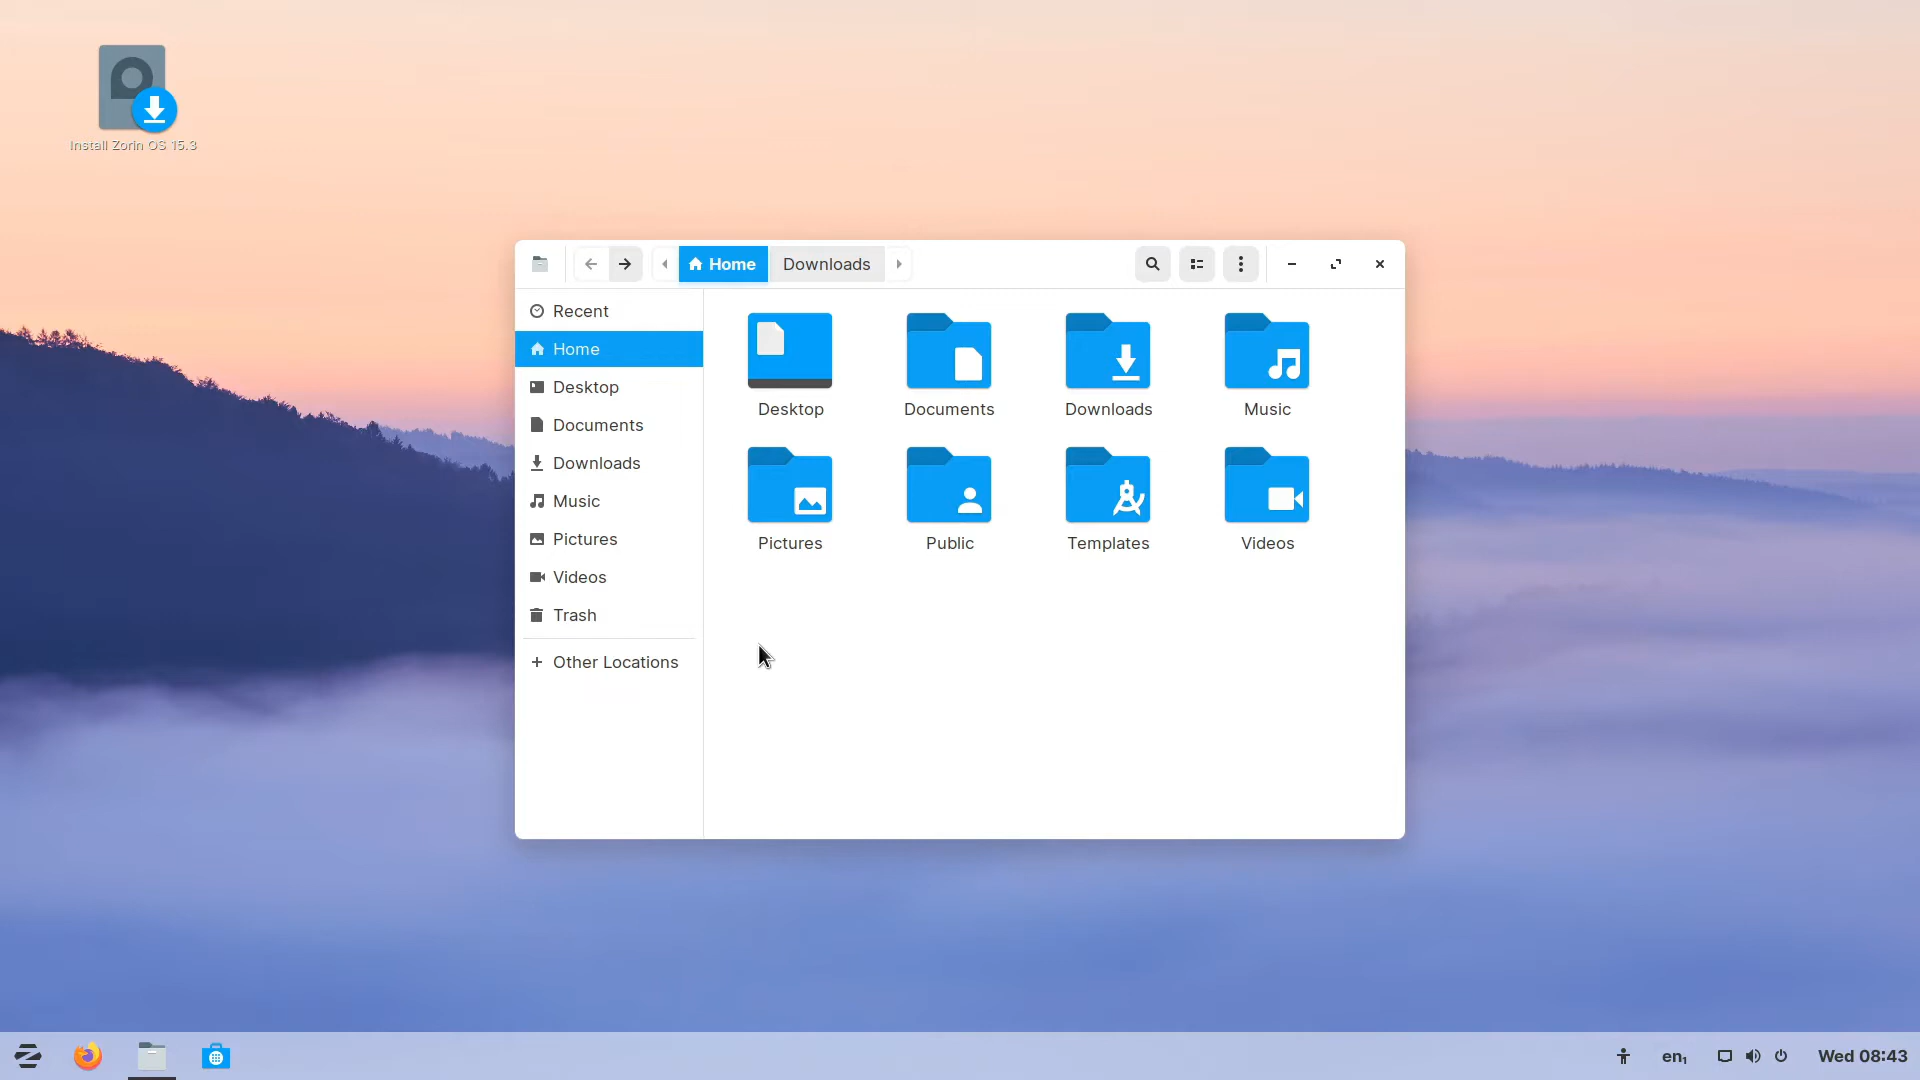 Install Zorin OS 15.3
Home
Downloads
Recent
Home
Desktop
Documents
Downloads
Music
Pictures
Videos
Trash
Other Locations
Desktop
Documents
Downloads
Music
Pictures
Public
Templates
Videos
en₁
Wed 08:43